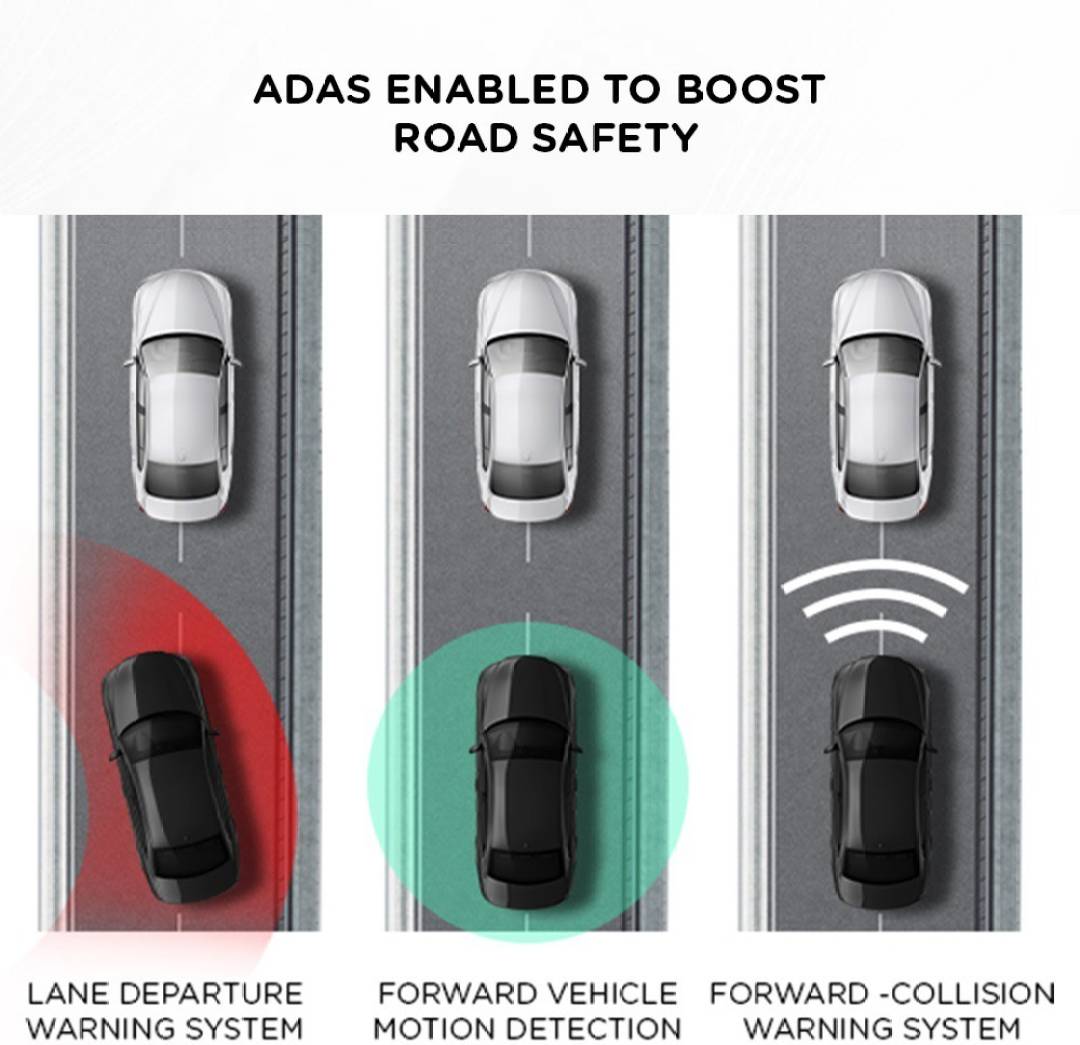 ADAS ENABLED TO BOOST
ROAD SAFETY
LANE DEPARTURE
WARNING SYSTEM
FORWARD VEHICLE
MOTION DETECTION
FORWARD -COLLISION
WARNING SYSTEM